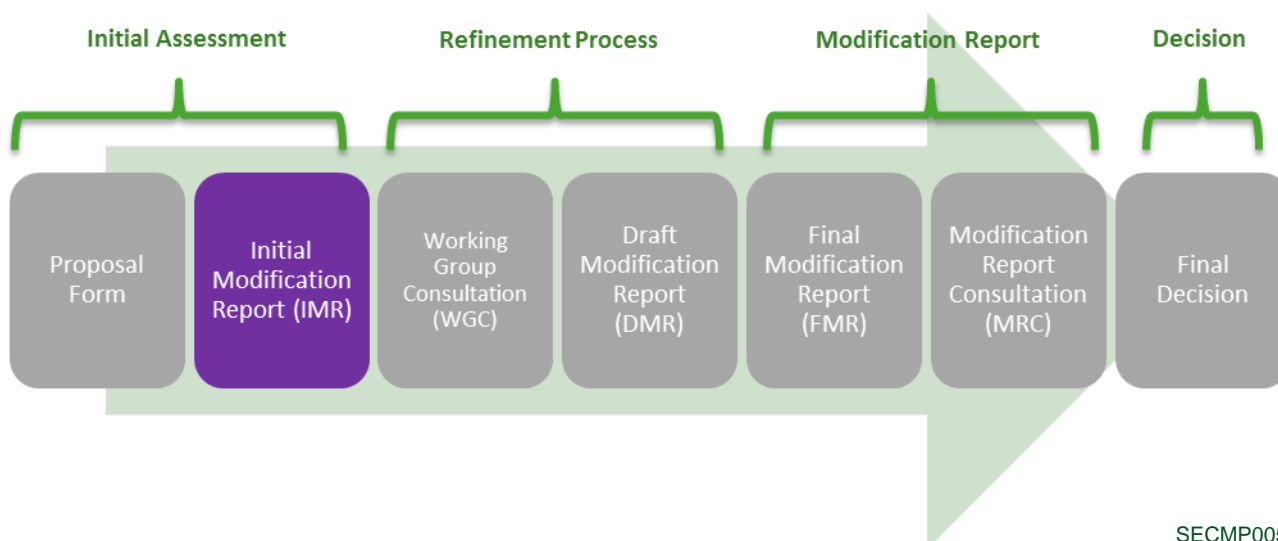 Initial Assessment
Refinement Process
Modification Report
Decision
Proposal
Form
Initial
Modification
Report (IMR)
Working
Group
Consultation
(WGC)
Draft
Modification
Report
(DMR)
Final
Modification
Report
(FMR)
Modification
Report
Consultation
(MRC)
Final
Decision
SECMP005